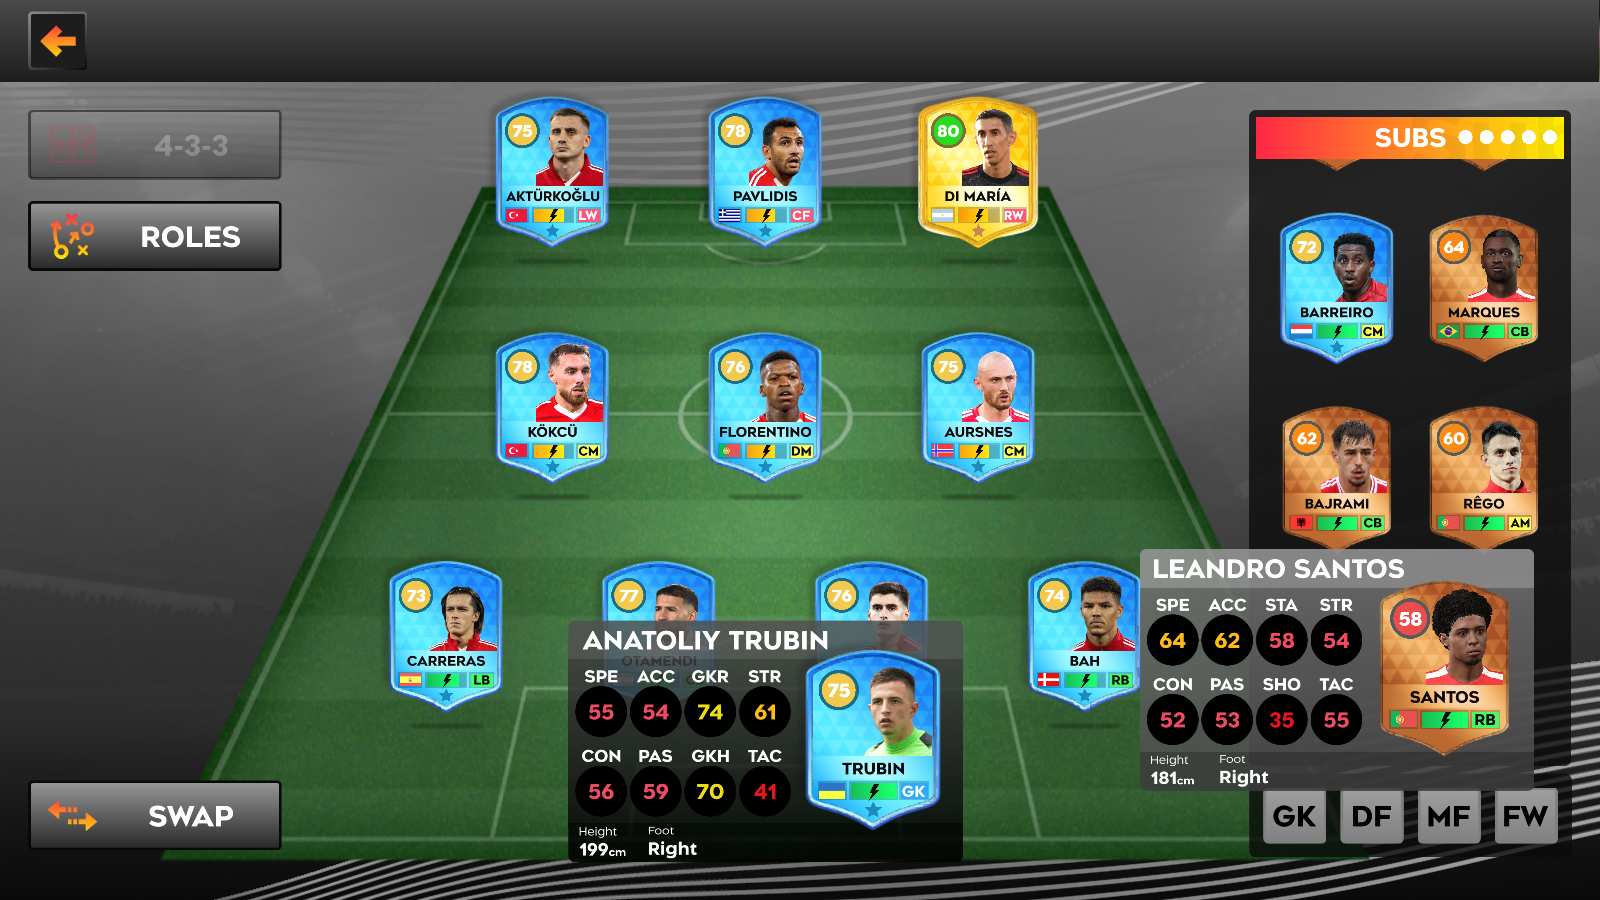 4-3-3
ROLES
SWAP
75
AKTÜRKOĞLU
LW
78
PAVLIDIS
CF
80
DI MARÍA
RW
78
KÖKCÜ
CM
76
FLORENTINO
DM
75
AURSNES
CM
73
CARRERAS
LB
77
OTAMENDI
76
74
BAH
RB
ANATOLIY TRUBIN
SPE ACC GKR STR
55 54 74 61
CON PAS GKH TAC
56 59 70 41
Height Foot
199cm Right
75
TRUBIN
GK
SUBS
72
BARREIRO
CM
64
MARQUES
CB
62
BAJRAMI
CB
60
RÊGO
AM
LEANDRO SANTOS
SPE ACC STA STR
64 62 58 54
CON PAS SHO TAC
52 53 35 55
Height Foot
181cm Right
58
SANTOS
RB
GK DF MF FW